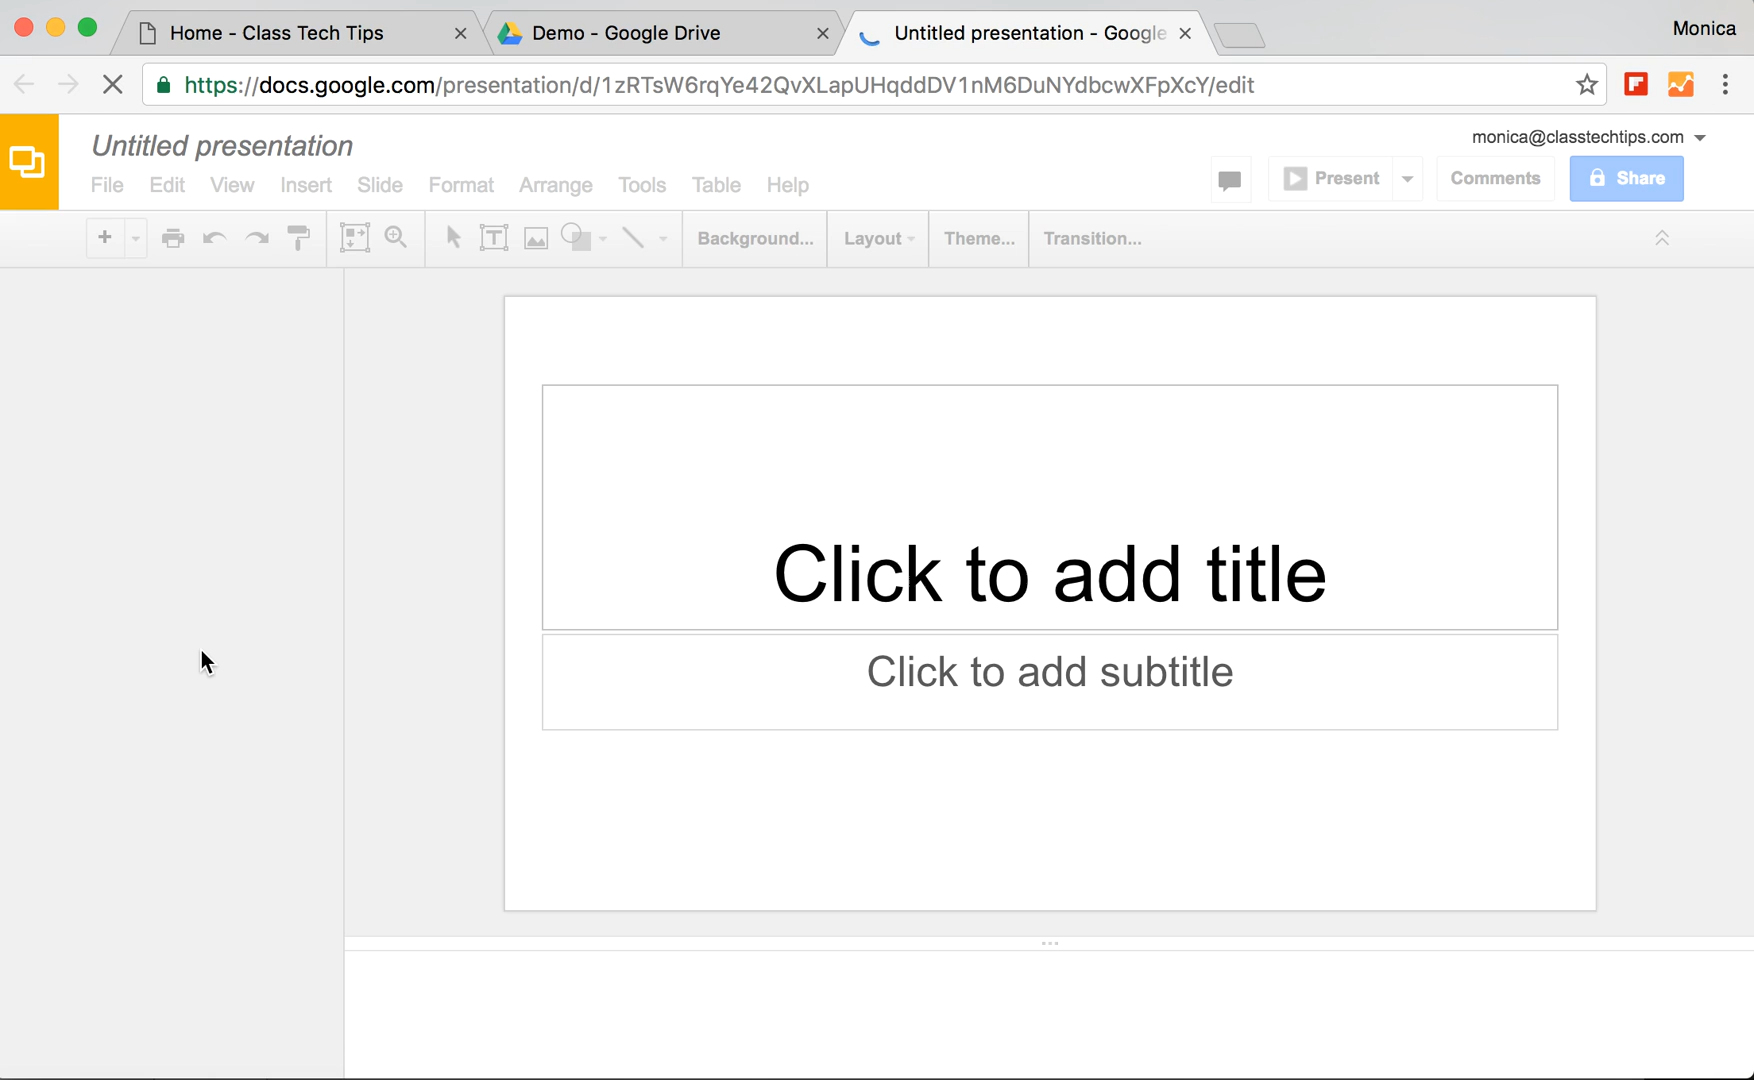 Home - Class Tech Tips
Demo - Google Drive
Untitled presentation - Google
Monica
https://docs.google.com/presentation/d/1zRTsW6rqYe42QvXLapUHqddDV1nM6DuNYdbcwXFpXcY/edit
Untitled presentation
monica@classtechtips.com
File Edit View Insert Slide Format Arrange Tools Table Help
Present
Comments
Share
Background... Layout Theme... Transition...
Click to add title
Click to add subtitle